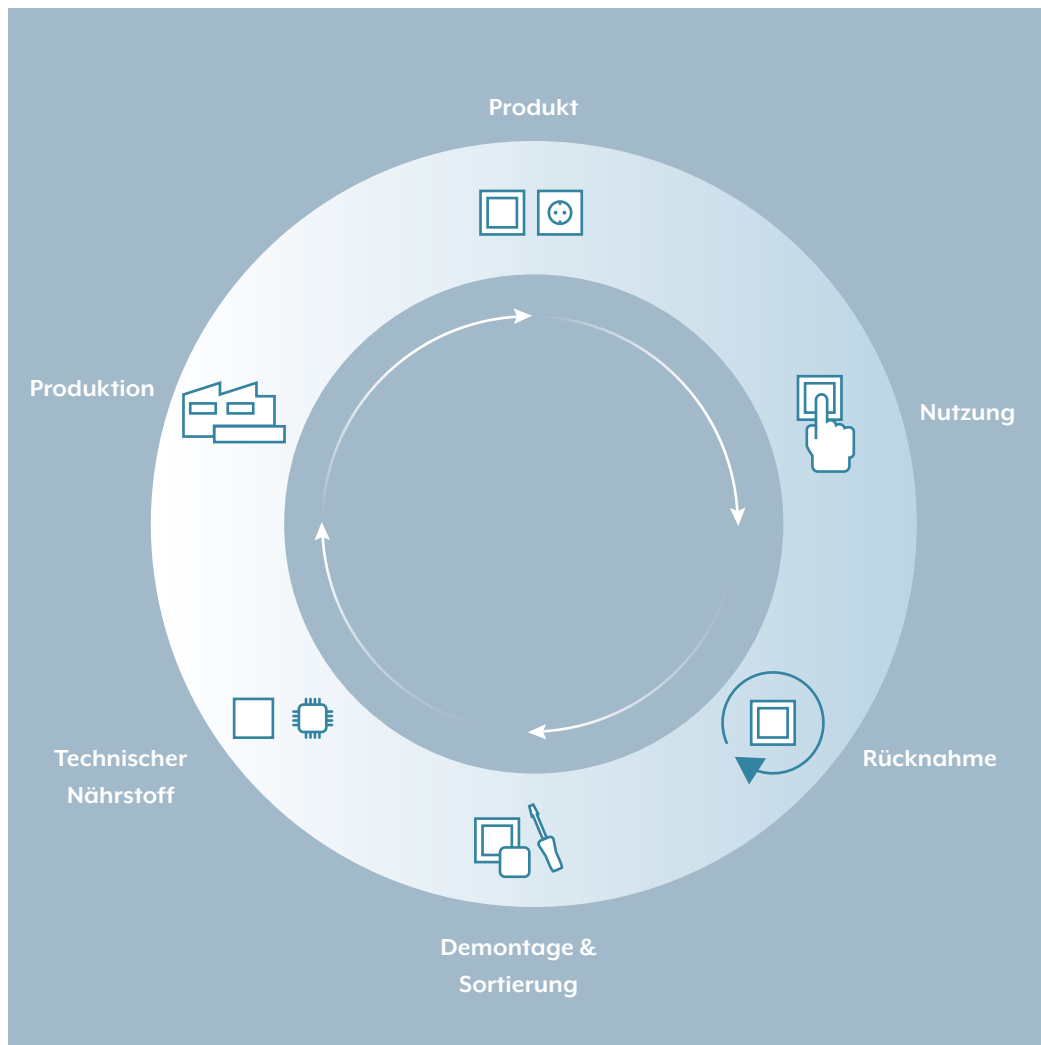 Produkt
Produktion
Nutzung
Technischer
Nährstoff
Rücknahme
Demontage &
Sortierung